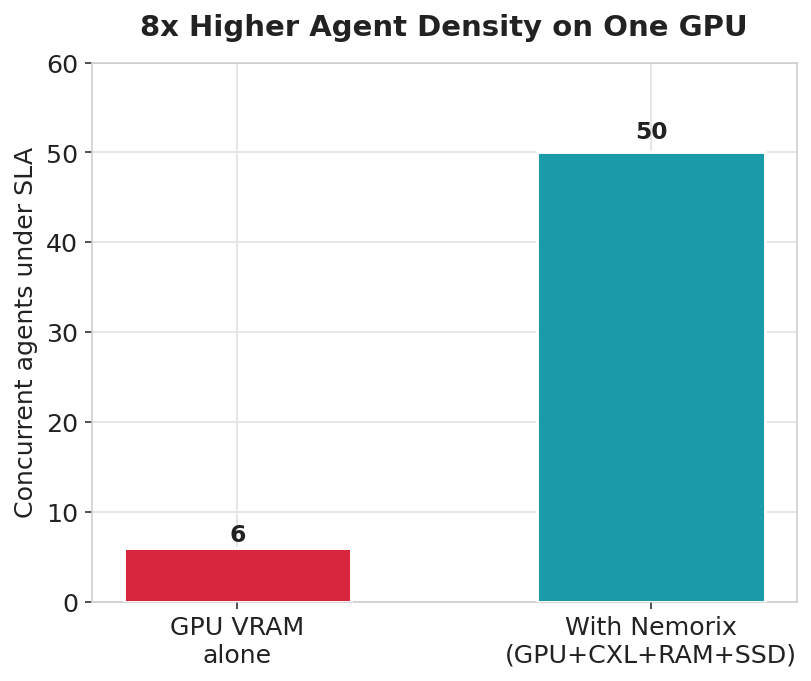 8x Higher Agent Density on One GPU
Concurrent agents under SLA
60
50
40
30
20
10
0
6
50
GPU VRAM
alone
With Nemorix
(GPU+CXL+RAM+SSD)